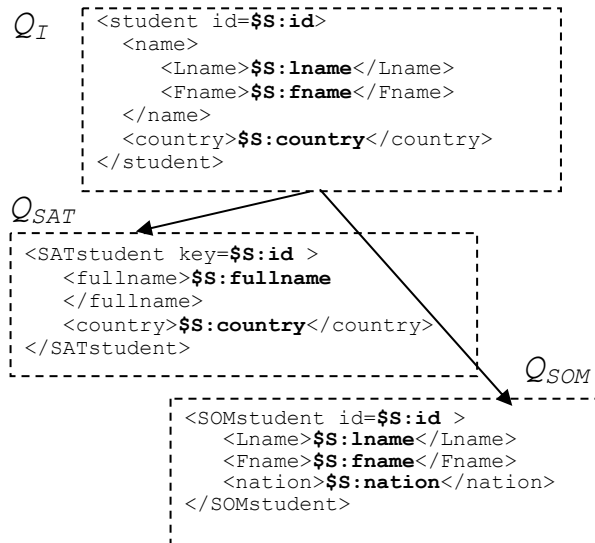 Q_I
<student id=$S:id>
<name>
<Lname>$S:lname</Lname>
<Fname>$S:fname</Fname>
</name>
<country>$S:country</country>
</student>
Q_SAT
<SATstudent key=$S:id >
<fullname>$S:fullname
</fullname>
<country>$S:country</country>
</SATstudent>
Q_SOM
<SOMstudent id=$S:id >
<Lname>$S:lname</Lname>
<Fname>$S:fname</Fname>
<nation>$S:nation</nation>
</SOMstudent>